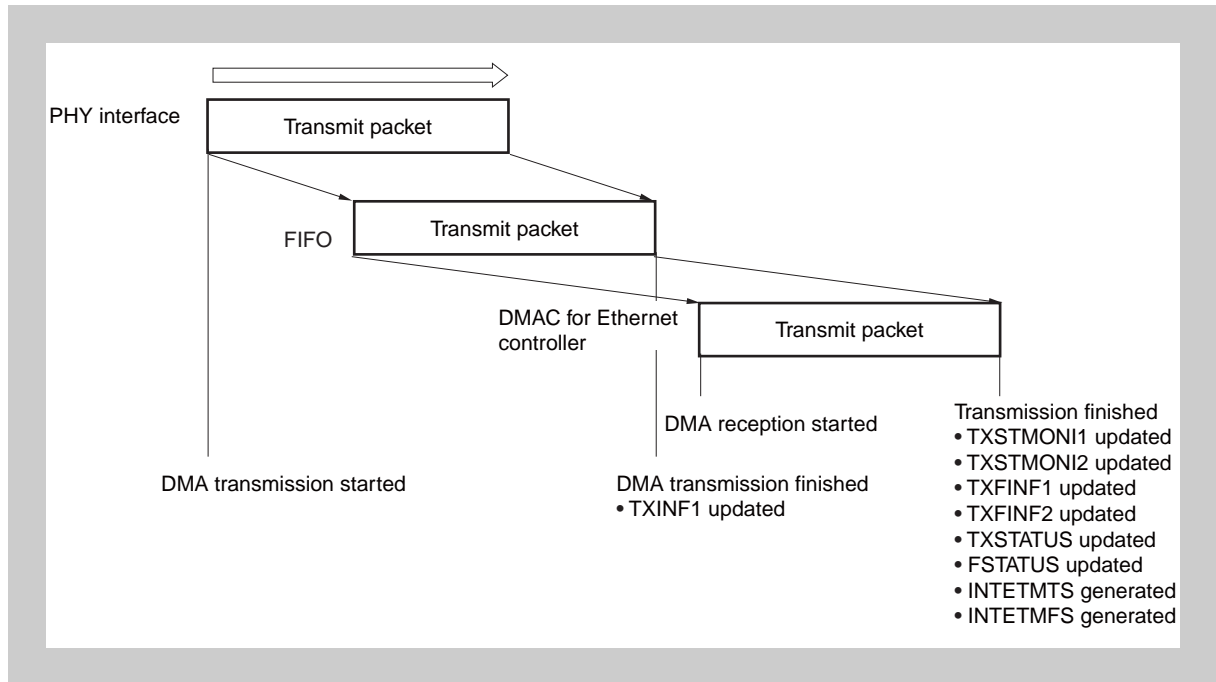 PHY interface
Transmit packet
FIFO
Transmit packet
DMAC for Ethernet
controller
Transmit packet
DMA transmission started
DMA transmission finished
• TXINF1 updated
DMA reception started
Transmission finished
• TXSTMONI1 updated
• TXSTMONI2 updated
• TXFINF1 updated
• TXFINF2 updated
• TXSTATUS updated
• FSTATUS updated
• INTETMTS generated
• INTETMFS generated